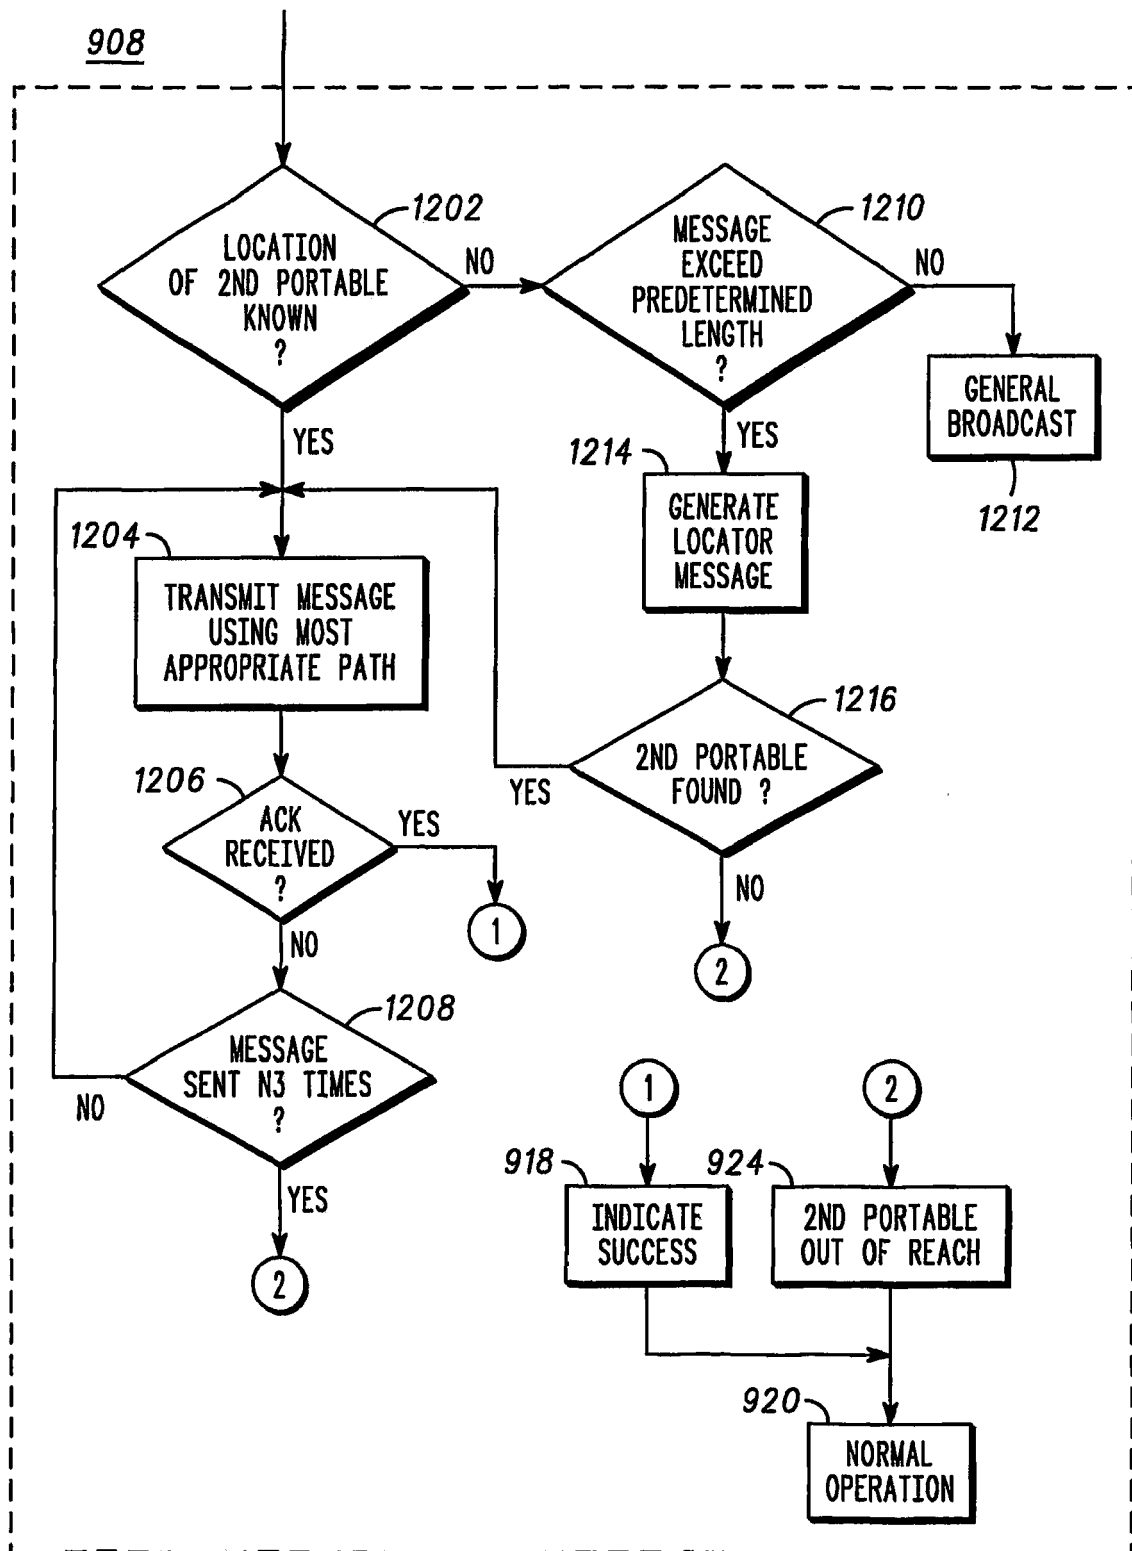 908
1202
LOCATION
OF 2ND PORTABLE
KNOWN
?
NO
YES
1210
MESSAGE
EXCEED
PREDETERMINED
LENGTH
?
NO
YES
GENERAL
BROADCAST
1212
1214
GENERATE
LOCATOR
MESSAGE
1204
TRANSMIT MESSAGE
USING MOST
APPROPRIATE PATH
1216
2ND PORTABLE
FOUND ?
YES
NO
2
1206
ACK
RECEIVED
?
YES
1
NO
1208
MESSAGE
SENT N3 TIMES
?
NO
YES
2
1
918
INDICATE
SUCCESS
2
924
2ND PORTABLE
OUT OF REACH
920
NORMAL
OPERATION